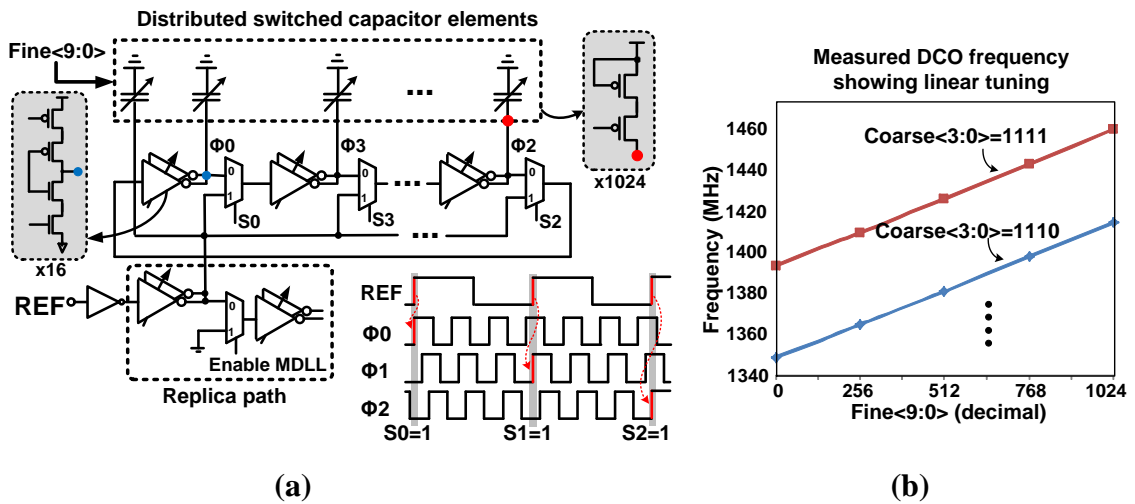 Distributed switched capacitor elements
Fine<9:0>
...
Φ0
Φ3
Φ2
x1024
0
1
S0
0
1
S3
...
0
1
S2
...
x16
REF
0
1
Enable MDLL
Replica path
REF
Φ0
Φ1
Φ2
S0=1 S1=1 S2=1
(a)
Measured DCO frequency
showing linear tuning
Frequency (MHz)
1460
1440
1420
1400
1380
1360
1340
Coarse<3:0>=1111
Coarse<3:0>=1110
0 256 512 768 1024
Fine<9:0> (decimal)
(b)